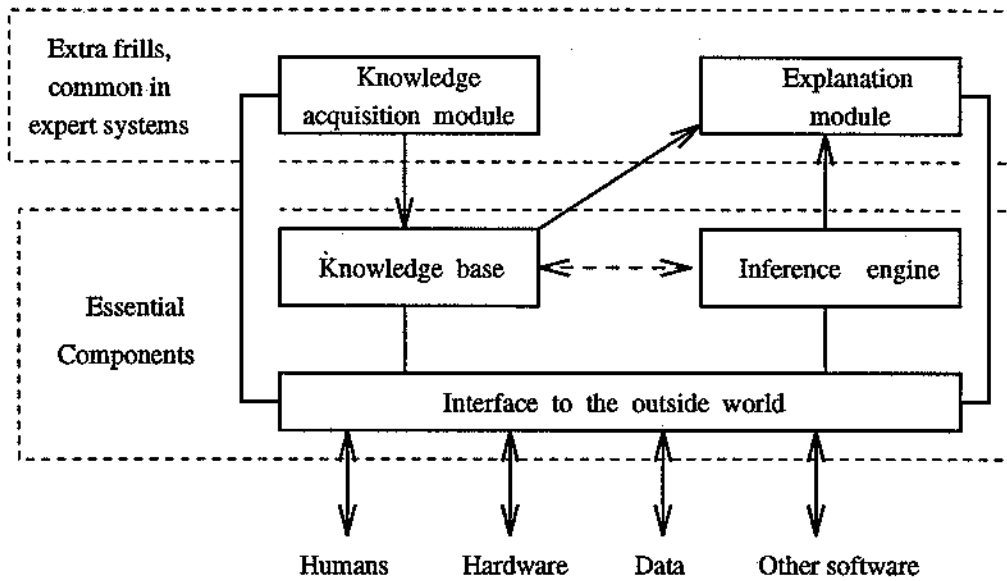 Extra frills,
common in
expert systems
Knowledge
acquisition module
Explanation
module
Essential
Components
Knowledge base
Inference engine
Interface to the outside world
Humans
Hardware
Data
Other software